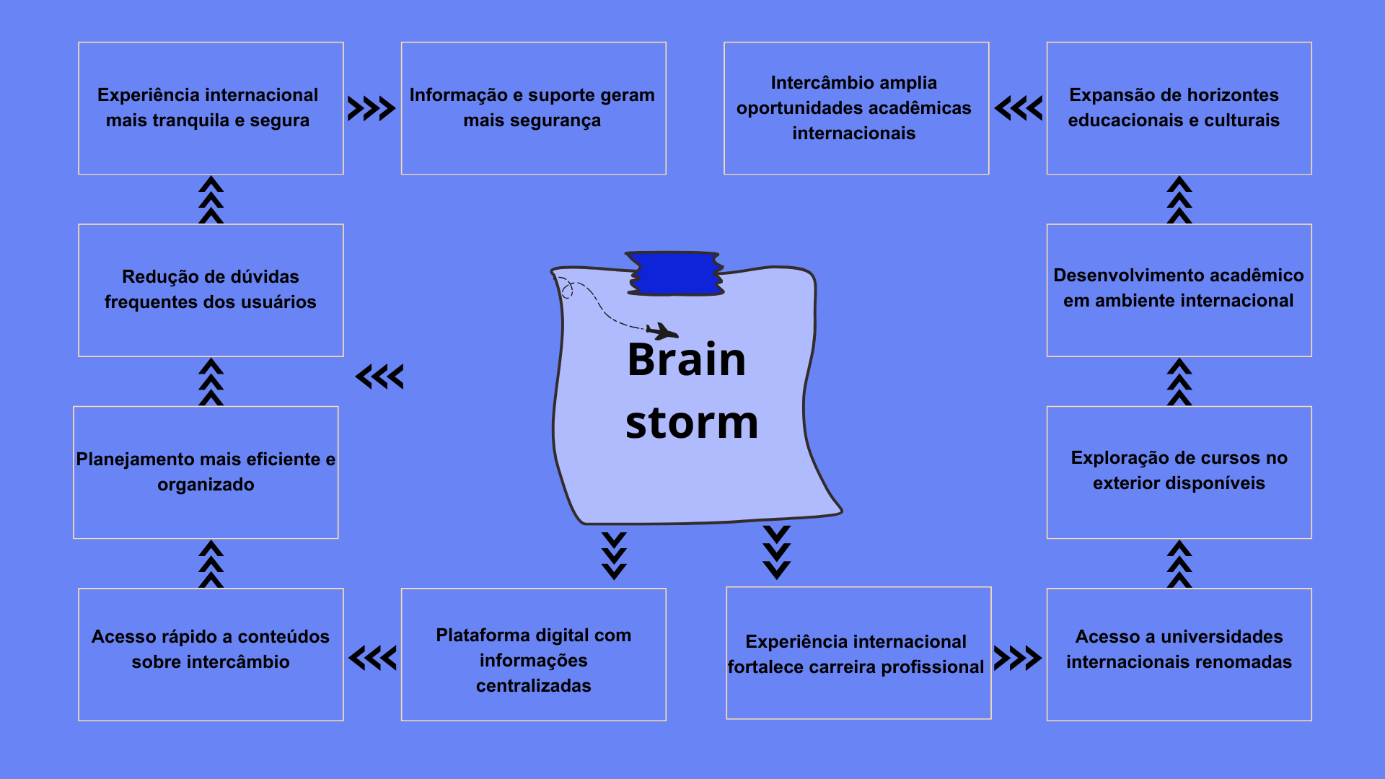 Experiência internacional
mais tranquila e segura
Informação e suporte geram
mais segurança
Intercâmbio amplia
oportunidades acadêmicas
internacionais
Expansão de horizontes
educacionais e culturais
Redução de dúvidas
frequentes dos usuários
Desenvolvimento acadêmico
em ambiente internacional
Brain
storm
Planejamento mais eficiente e
organizado
Exploração de cursos no
exterior disponíveis
Acesso rápido a conteúdos
sobre intercâmbio
Plataforma digital com
informações
centralizadas
Experiência internacional
fortalece carreira profissional
Acesso a universidades
internacionais renomadas